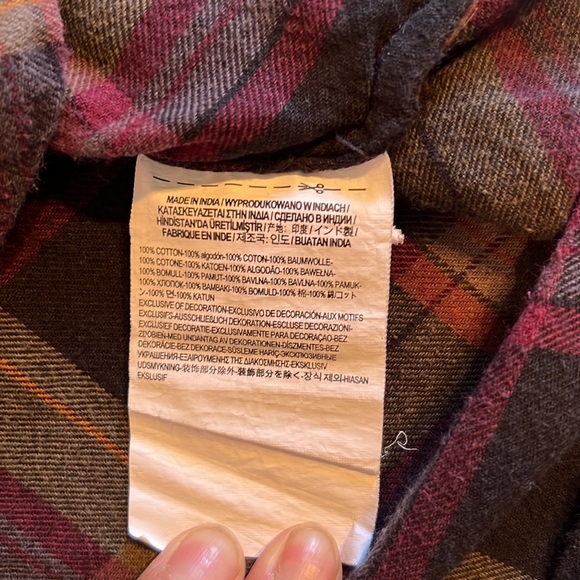 MADE IN INDIA / WYPRODUKOWANO W INDIACH /
ΚΑΤΑΣΚΕΥΑΖΕΤΑΙ ΣΤΗΝ ΙΝΔΙΑ / СДЕЛАНО В ИНДИИ /
HİNDİSTAN'DA ÜRETİLMİŞTİR / 产地：印度 / インド製 /
FABRIQUE EN INDE / 제조국: 인도 / BUATAN INDIA
100% COTTON-100% algodón-100% COTON-100% BAUMWOLLE-
100% COTONE-100% KATOEN-100% ALGODÃO-100% BAWEŁNA-
100% BOMULL-100% PAMUT-100% BAVLNA-100% BAVLNA-100% PAMUK-
100% ХЛОПОК-100% ΒΑΜΒΑΚΙ-100% BOMULD-100% 棉-100% 綿/コット
ン-100% 면-100% KATUN
EXCLUSIVE OF DECORATION-EXCLUSIVO DE DECORACIÓN-AUX MOTIFS
EXCLUSIFS-AUSSCHLIEßLICH DEKORATION-ESCLUSE DECORAZIONI-
EXCLUSIEF DECORATIE-EXCLUSIVAMENTE PARA DECORAÇÃO-BEZ
OZDOBIEN-MED UNDANTAG AV DEKORATIONEN-DÍSZMENTES-BEZ
DEKORÁCIE-BEZ DEKORACE-SÜSLEME HARİÇ-ЭКСКЛЮЗИВНЫЕ
УКРАШЕНИЯ-ΕΞΑΙΡΟΥΜΕΝΗΣ ΤΗΣ ΔΙΑΚΟΣΜΗΣΗΣ-EKSKLUSIV
UDSMYKNING-装饰部分除外-装飾部分を除く-장식 제외-HIASAN
EKSLUSIF